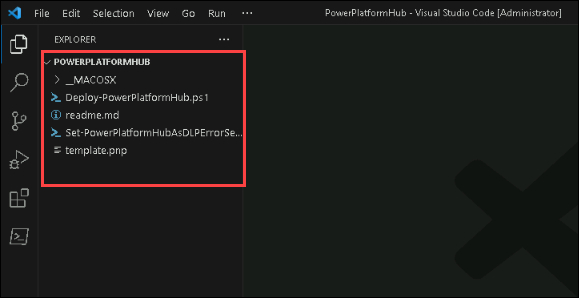 File Edit Selection View Go Run ··· PowerPlatformHub - Visual Studio Code [Administrator]
EXPLORER ···
POWERPLATFORMHUB
__MACOSX
Deploy-PowerPlatformHub.ps1
readme.md
Set-PowerPlatformHubAsDLPErrorSe...
template.pnp